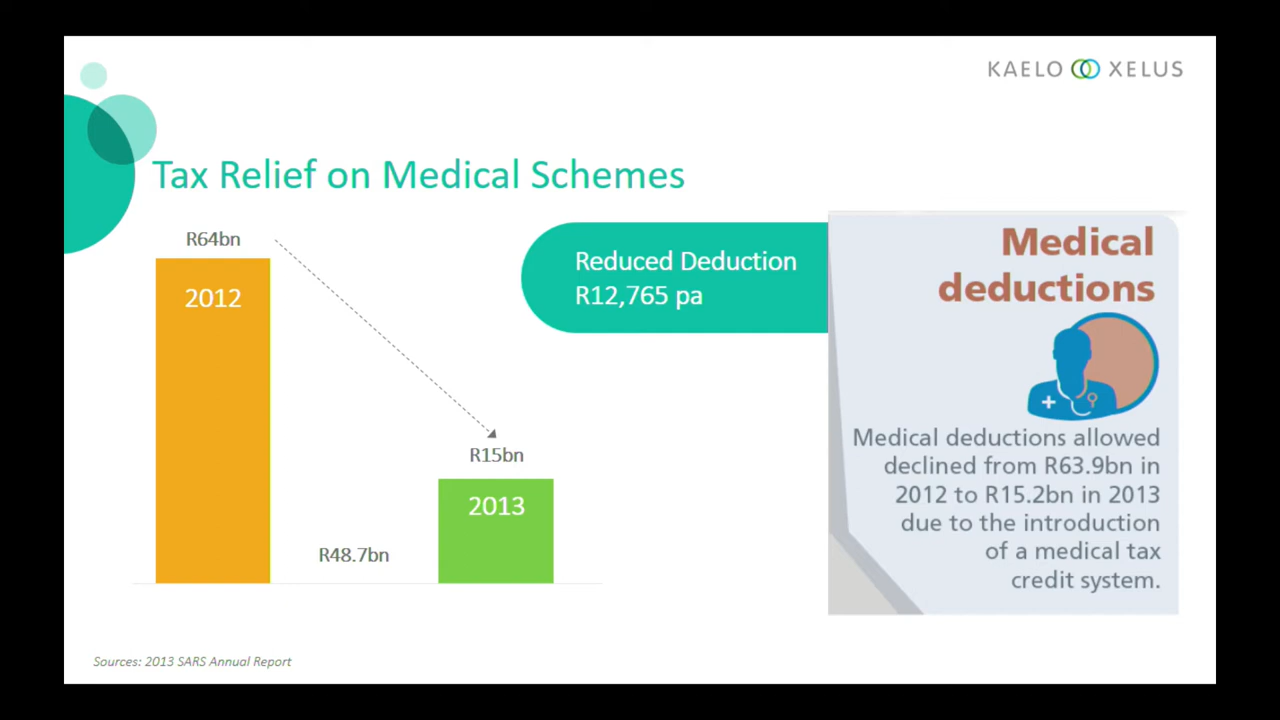 KAELO XELUS
Tax Relief on Medical Schemes
R64bn
2012
R48.7bn
R15bn
2013
Reduced Deduction
R12,765 pa
Medical
deductions
Medical deductions allowed
declined from R63.9bn in
2012 to R15.2bn in 2013
due to the introduction
of a medical tax
credit system.
Sources: 2013 SARS Annual Report